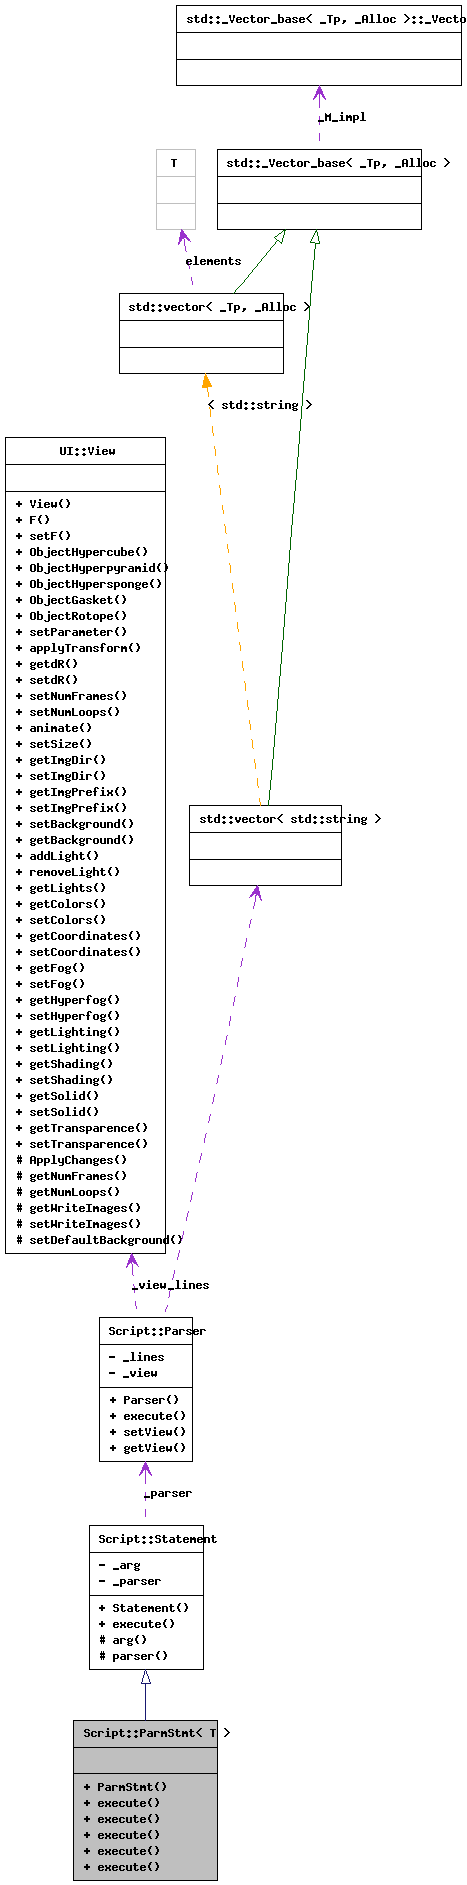 std::_Vector_base< _Tp, _Alloc >::_Vecto
_M_impl
T
std::_Vector_base< _Tp, _Alloc >
elements
std::vector< _Tp, _Alloc >
< std::string >
UI::View
+ View()
+ F()
+ setF()
+ ObjectHypercube()
+ ObjectHyperpyramid()
+ ObjectHypersponge()
+ ObjectGasket()
+ ObjectRotope()
+ setParameter()
+ applyTransform()
+ getdR()
+ setdR()
+ setNumFrames()
+ setNumLoops()
+ animate()
+ setSize()
+ getImgDir()
+ setImgDir()
+ getImgPrefix()
+ setImgPrefix()
+ setBackground()
+ getBackground()
+ addLight()
+ removeLight()
+ getLights()
+ getColors()
+ setColors()
+ getCoordinates()
+ setCoordinates()
+ getFog()
+ setFog()
+ getHyperfog()
+ setHyperfog()
+ getLighting()
+ setLighting()
+ getShading()
+ setShading()
+ getSolid()
+ setSolid()
+ getTransparence()
+ setTransparence()
# ApplyChanges()
# getNumFrames()
# getNumLoops()
# getWriteImages()
# setWriteImages()
# setDefaultBackground()
std::vector< std::string >
_view
_lines
Script::Parser
- _lines
- _view
+ Parser()
+ execute()
+ setView()
+ getView()
_parser
Script::Statement
- _arg
- _parser
+ Statement()
+ execute()
# arg()
# parser()
Script::ParmStmt< T >
+ ParmStmt()
+ execute()
+ execute()
+ execute()
+ execute()
+ execute()